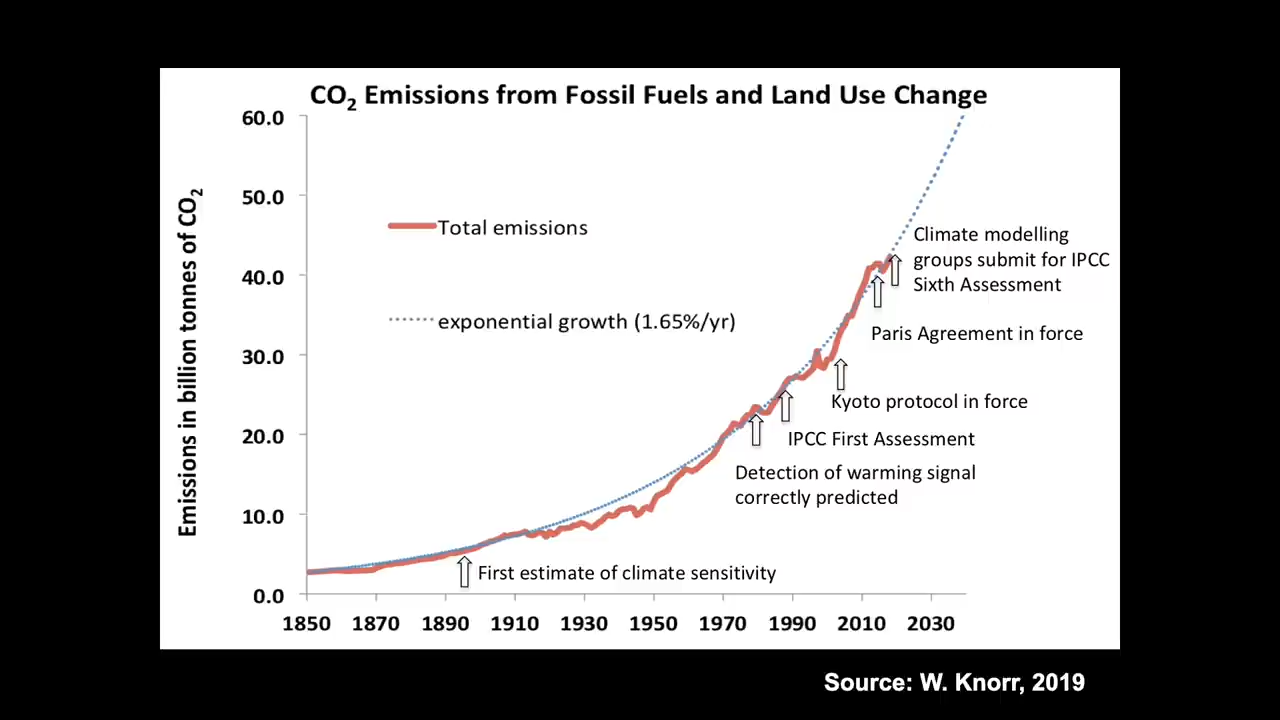 CO2 Emissions from Fossil Fuels and Land Use Change
60.0
50.0
40.0
30.0
20.0
10.0
0.0
Emissions in billion tonnes of CO2
Total emissions
exponential growth (1.65%/yr)
Climate modelling
groups submit for IPCC
Sixth Assessment
Paris Agreement in force
Kyoto protocol in force
IPCC First Assessment
Detection of warming signal
correctly predicted
First estimate of climate sensitivity
1850 1870 1890 1910 1930 1950 1970 1990 2010 2030
Source: W. Knorr, 2019